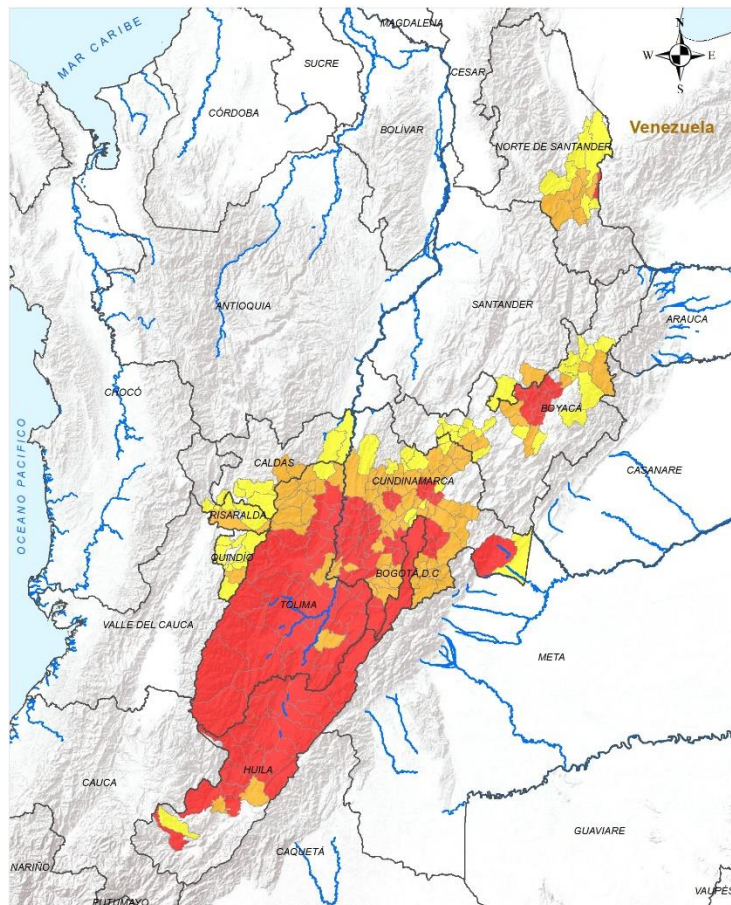 MAGDALENA
MAR CARIBE
SUCRE
CESAR
N
W E
S
CÓRDOBA
BOLÍVAR
Venezuela
NORTE DE SANTANDER
ANTIOQUIA
SANTANDER
ARAUCA
CHOCÓ
BOYACÁ
OCEANO PACIFICO
CALDAS
CUNDINAMARCA
CASANARE
RISARALDA
QUINDÍO
BOGOTÁ, D.C
TOLIMA
VALLE DEL CAUCA
META
HUILA
CAUCA
GUAVIARE
NARIÑO
CAQUETÁ
PUTUMAYO
VAUPÉS